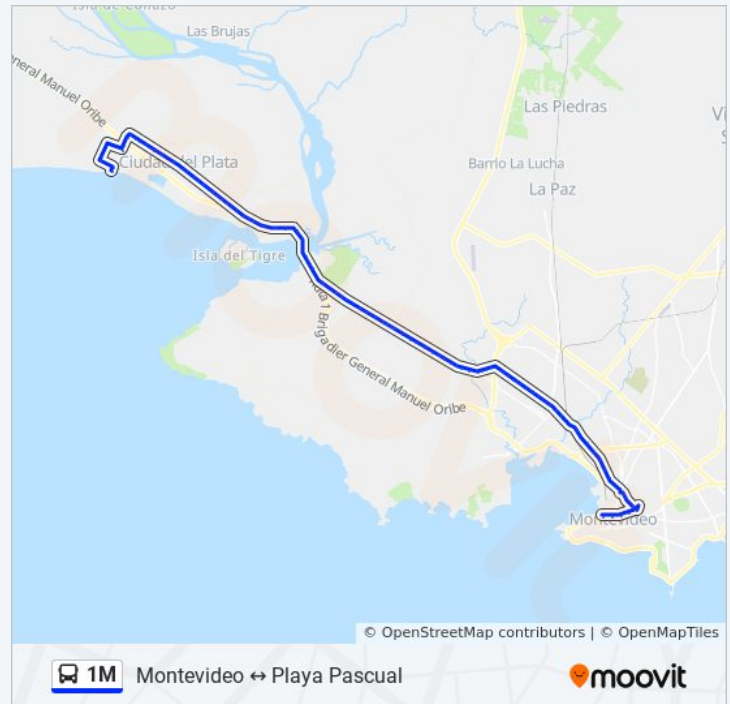 Isla de Collazo
Las Brujas
General Manuel Oribe
Las Piedras
Ciudad del Plata
Barrio La Lucha
La Paz
Isla del Tigre
Ruta 1 Brigadier General Manuel Oribe
Montevideo
© OpenStreetMap contributors | © OpenMapTiles
1M Montevideo ↔ Playa Pascual
moovit